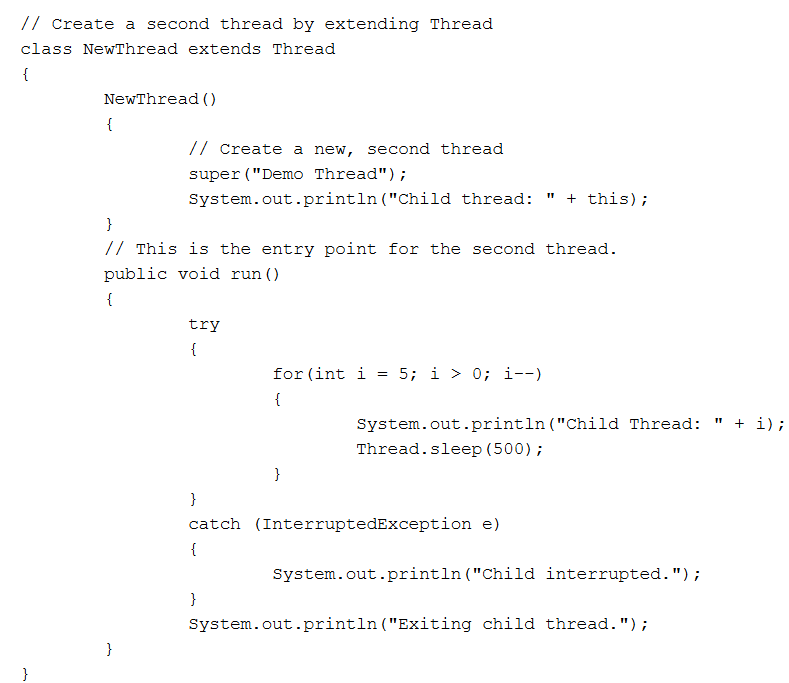 // Create a second thread by extending Thread
class NewThread extends Thread
{
NewThread()
{
// Create a new, second thread
super("Demo Thread");
System.out.println("Child thread: " + this);
}
// This is the entry point for the second thread.
public void run()
{
try
{
for(int i = 5; i > 0; i--)
{
System.out.println("Child Thread: " + i);
Thread.sleep(500);
}
}
catch (InterruptedException e)
{
System.out.println("Child interrupted.");
}
System.out.println("Exiting child thread.");
}
}